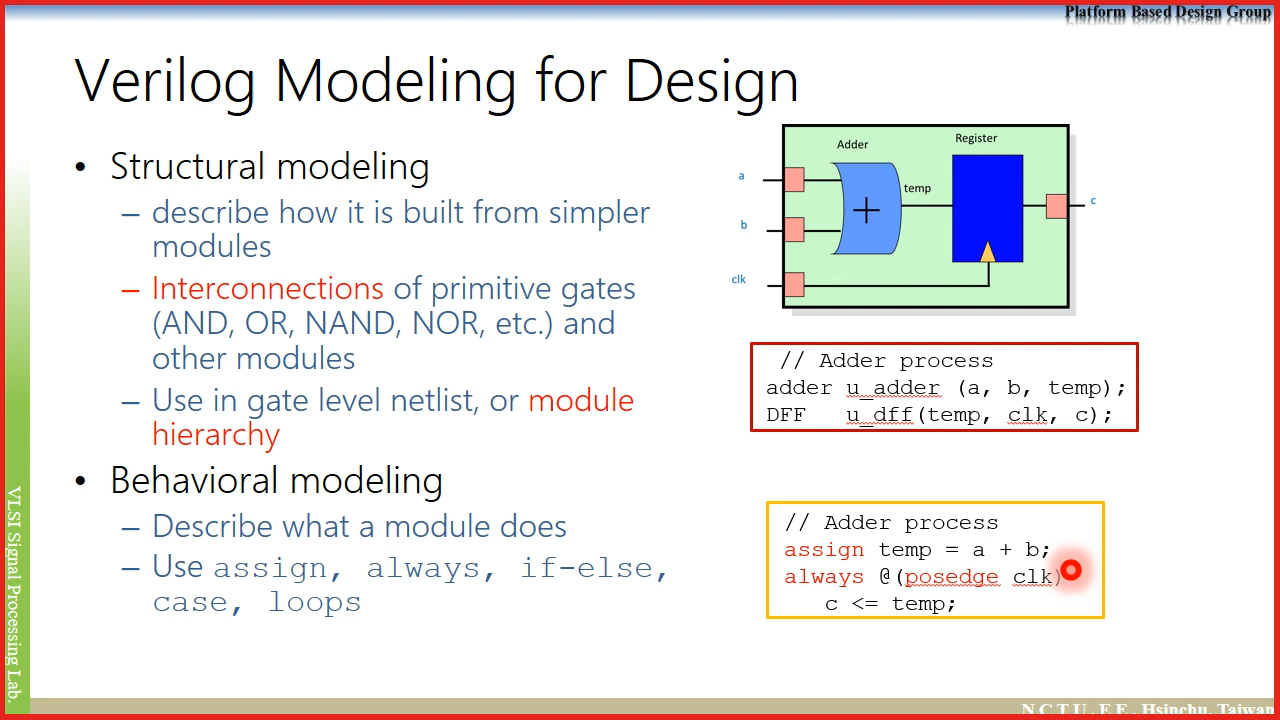 Platform Based Design Group
Verilog Modeling for Design
• Structural modeling
– describe how it is built from simpler
modules
– Interconnections of primitive gates
(AND, OR, NAND, NOR, etc.) and
other modules
– Use in gate level netlist, or module
hierarchy
• Behavioral modeling
– Describe what a module does
– Use assign, always, if-else,
case, loops
Adder
Register
a
temp
b
c
clk
// Adder process
adder u_adder (a, b, temp);
DFF u_dff(temp, clk, c);
// Adder process
assign temp = a + b;
always @(posedge clk)
c <= temp;
VLSI Signal Processing Lab.
N C T U . E E , Hsinchu, Taiwan